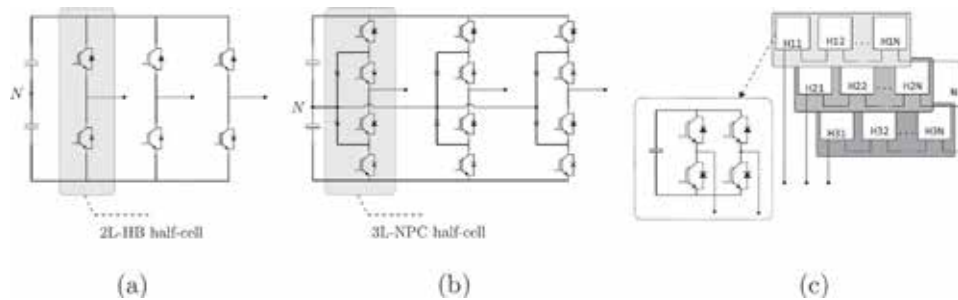 N
2L-HB half-cell
(a)
N
3L-NPC half-cell
(b)
H11 H12 H1N
H21 H22 H2N
N
H31 H32 H3N
(c)